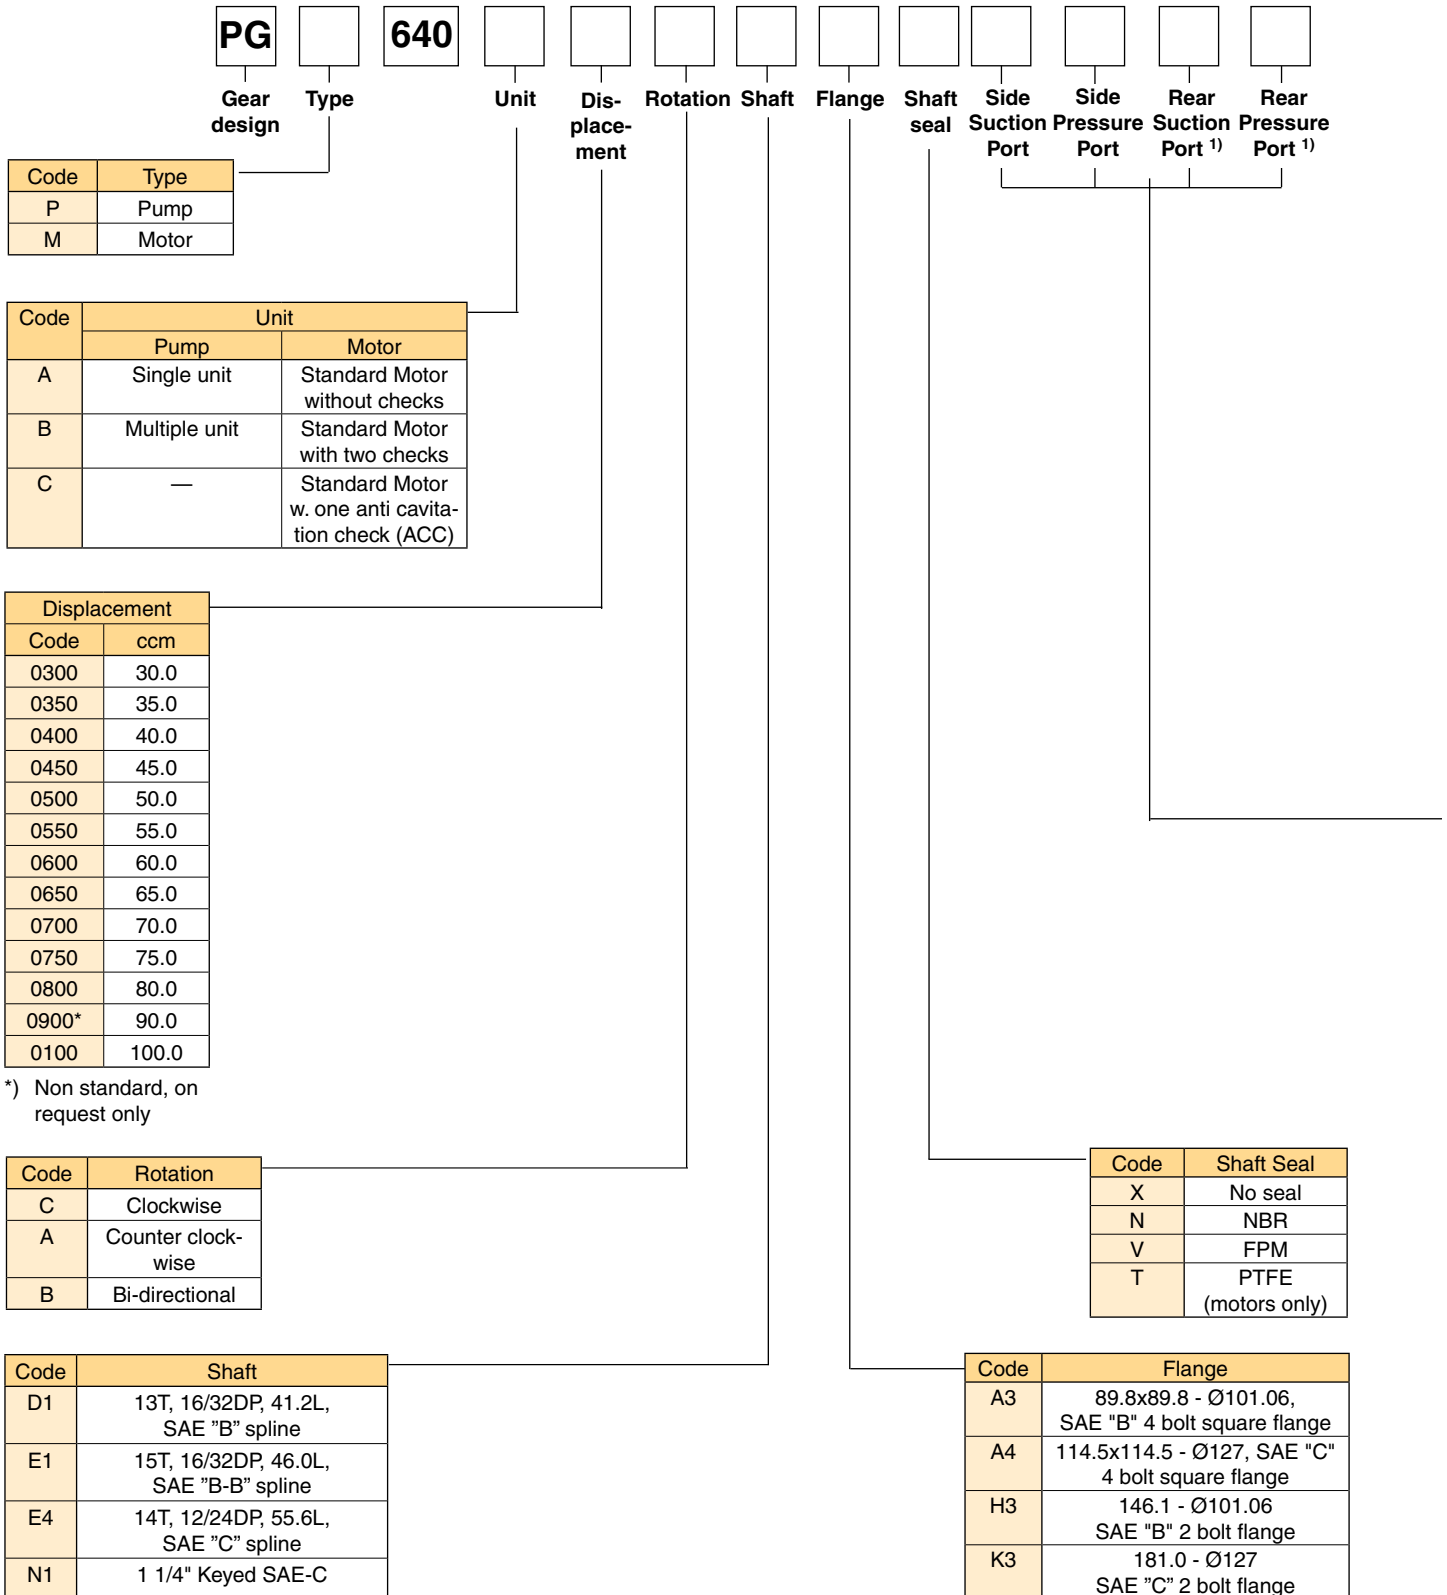 PG 640
Gear Type Unit Dis- Rotation Shaft Flange Shaft Side Side Rear Rear
design place- seal Suction Pressure Suction Pressure
ment Port Port Port 1) Port 1)
Code Type
P Pump
M Motor
Code Unit
Pump Motor
A Single unit Standard Motor
without checks
B Multiple unit Standard Motor
with two checks
C — Standard Motor
w. one anti cavita-
tion check (ACC)
Displacement
Code ccm
0300 30.0
0350 35.0
0400 40.0
0450 45.0
0500 50.0
0550 55.0
0600 60.0
0650 65.0
0700 70.0
0750 75.0
0800 80.0
0900* 90.0
0100 100.0
*) Non standard, on
request only
Code Rotation
C Clockwise
A Counter clock-
wise
B Bi-directional
Code Shaft Seal
X No seal
N NBR
V FPM
T PTFE
(motors only)
Code Shaft
D1 13T, 16/32DP, 41.2L,
SAE ”B” spline
E1 15T, 16/32DP, 46.0L,
SAE ”B-B” spline
E4 14T, 12/24DP, 55.6L,
SAE ”C” spline
N1 1 1/4" Keyed SAE-C
Code Flange
A3 89.8x89.8 - Ø101.06,
SAE "B" 4 bolt square flange
A4 114.5x114.5 - Ø127, SAE "C"
4 bolt square flange
H3 146.1 - Ø101.06
SAE "B" 2 bolt flange
K3 181.0 - Ø127
SAE ”C” 2 bolt flange